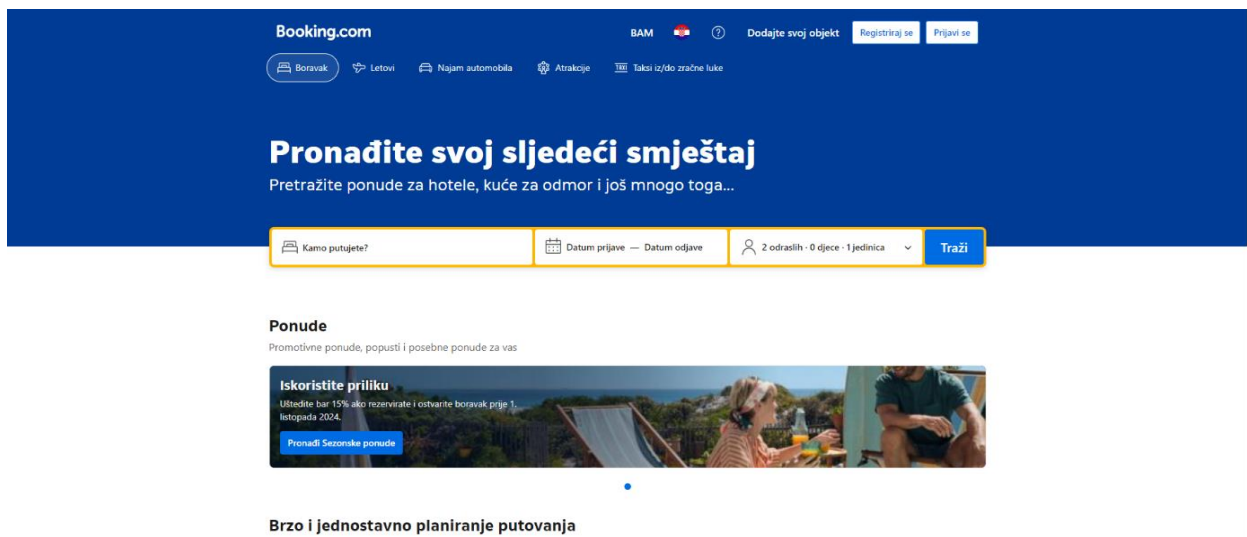 Booking.com
BAM
Dodajte svoj objekt
Registriraj se
Prijavi se
Boravak
Letovi
Najam automobila
Atrakcije
TAXI
Taksi iz/do zračne luke
Pronađite svoj sljedeći smještaj
Pretražite ponude za hotele, kuće za odmor i još mnogo toga...
Kamo putujete?
Datum prijave — Datum odjave
2 odraslih · 0 djece · 1 jedinica
Traži
Ponude
Promotivne ponude, popusti i posebne ponude za vas
Iskoristite priliku
Uštedite bar 15% ako rezervirate i ostvarite boravak prije 1.
listopada 2024.
Pronađi Sezonske ponude
Brzo i jednostavno planiranje putovanja